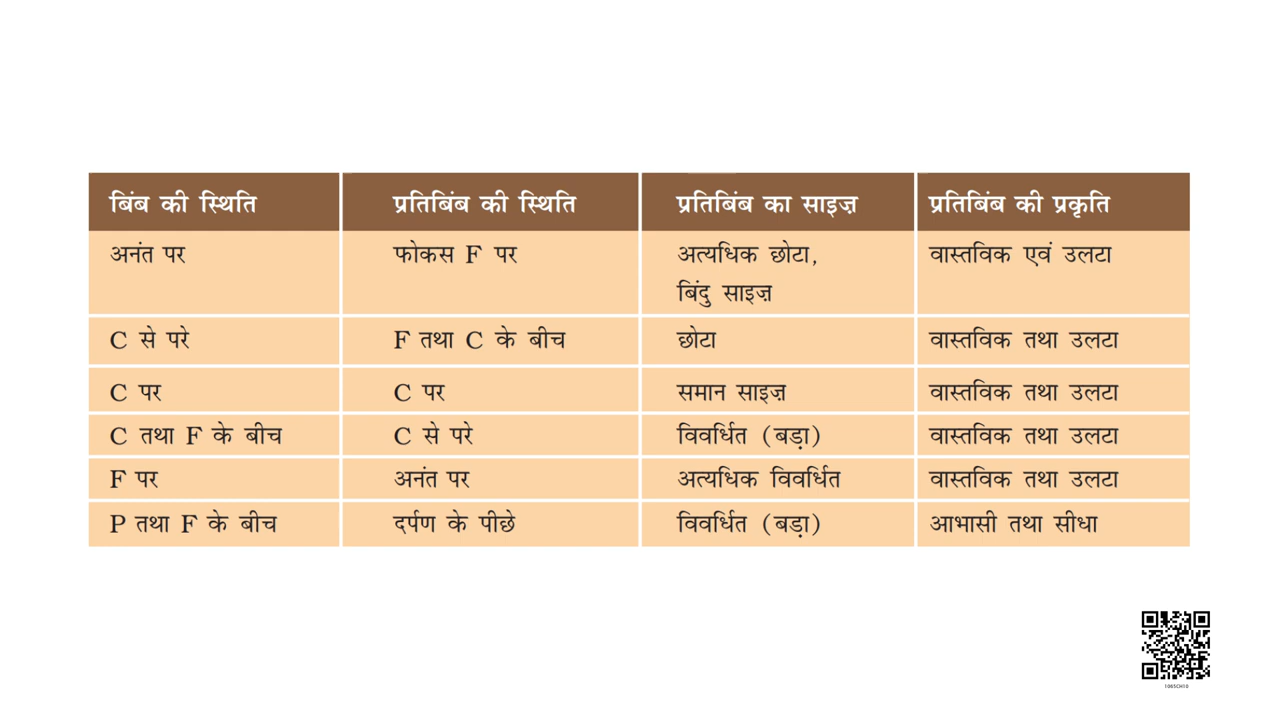 बिंब की स्थिति प्रतिबिंब की स्थिति प्रतिबिंब का साइज़ प्रतिबिंब की प्रकृति
अनंत पर फोकस F पर अत्यधिक छोटा, वास्तविक एवं उलटा
बिंदु साइज़
C से परे F तथा C के बीच छोटा वास्तविक तथा उलटा
C पर C पर समान साइज़ वास्तविक तथा उलटा
C तथा F के बीच C से परे विवर्धित (बड़ा) वास्तविक तथा उलटा
F पर अनंत पर अत्यधिक विवर्धित वास्तविक तथा उलटा
P तथा F के बीच दर्पण के पीछे विवर्धित (बड़ा) आभासी तथा सीधा
1065CH10